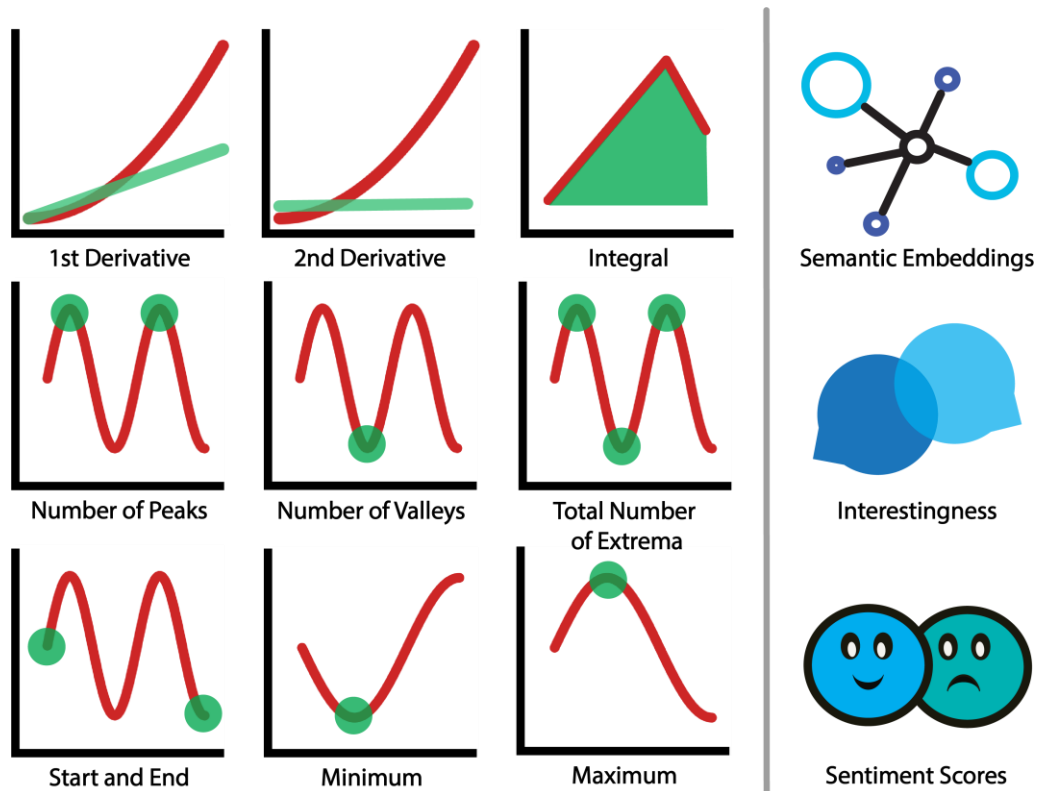 1st Derivative
2nd Derivative
Integral
Semantic Embeddings
Number of Peaks
Number of Valleys
Total Number
of Extrema
Interestingness
Start and End
Minimum
Maximum
Sentiment Scores